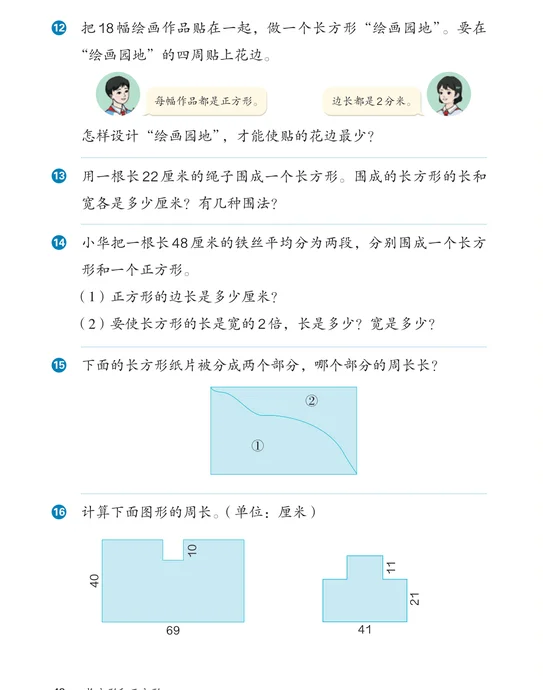 12 把18幅绘画作品贴在一起，做一个长方形“绘画园地”。要在
“绘画园地”的四周贴上花边。
每幅作品都是正方形。
边长都是2分米。
怎样设计“绘画园地”，才能使贴的花边最少？
13 用一根长22厘米的绳子围成一个长方形。围成的长方形的长和
宽各是多少厘米？有几种围法？
14 小华把一根长48厘米的铁丝平均分为两段，分别围成一个长方
形和一个正方形。
（1）正方形的边长是多少厘米？
（2）要使长方形的长是宽的2倍，长是多少？宽是多少？
15 下面的长方形纸片被分成两个部分，哪个部分的周长长？
②
①
16 计算下面图形的周长。（单位：厘米）
10
40
69
11
21
41